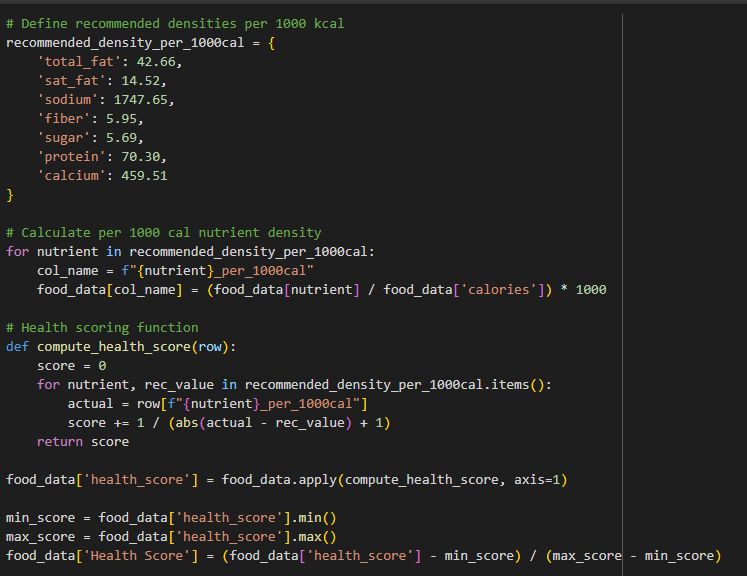 # Define recommended densities per 1000 kcal
recommended_density_per_1000cal = {
    'total_fat': 42.66,
    'sat_fat': 14.52,
    'sodium': 1747.65,
    'fiber': 5.95,
    'sugar': 5.69,
    'protein': 70.30,
    'calcium': 459.51
}

# Calculate per 1000 cal nutrient density
for nutrient in recommended_density_per_1000cal:
    col_name = f"{nutrient}_per_1000cal"
    food_data[col_name] = (food_data[nutrient] / food_data['calories']) * 1000

# Health scoring function
def compute_health_score(row):
    score = 0
    for nutrient, rec_value in recommended_density_per_1000cal.items():
        actual = row[f"{nutrient}_per_1000cal"]
        score += 1 / (abs(actual - rec_value) + 1)
    return score

food_data['health_score'] = food_data.apply(compute_health_score, axis=1)

min_score = food_data['health_score'].min()
max_score = food_data['health_score'].max()
food_data['Health Score'] = (food_data['health_score'] - min_score) / (max_score - min_score)